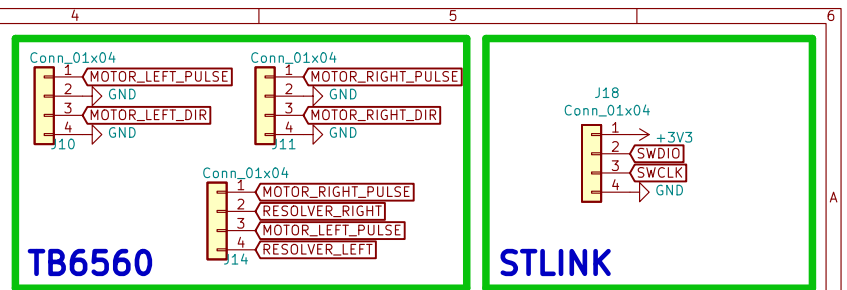 4
5
6
Conn_01x04
1 MOTOR_LEFT_PULSE
2 GND
3 MOTOR_LEFT_DIR
4 GND
J10
Conn_01x04
1 MOTOR_RIGHT_PULSE
2 GND
3 MOTOR_RIGHT_DIR
4 GND
J11
Conn_01x04
1 MOTOR_RIGHT_PULSE
2 RESOLVER_RIGHT
3 MOTOR_LEFT_PULSE
4 RESOLVER_LEFT
J14
TB6560
J18
Conn_01x04
1 +3V3
2 SWDIO
3 SWCLK
4 GND
STLINK
A